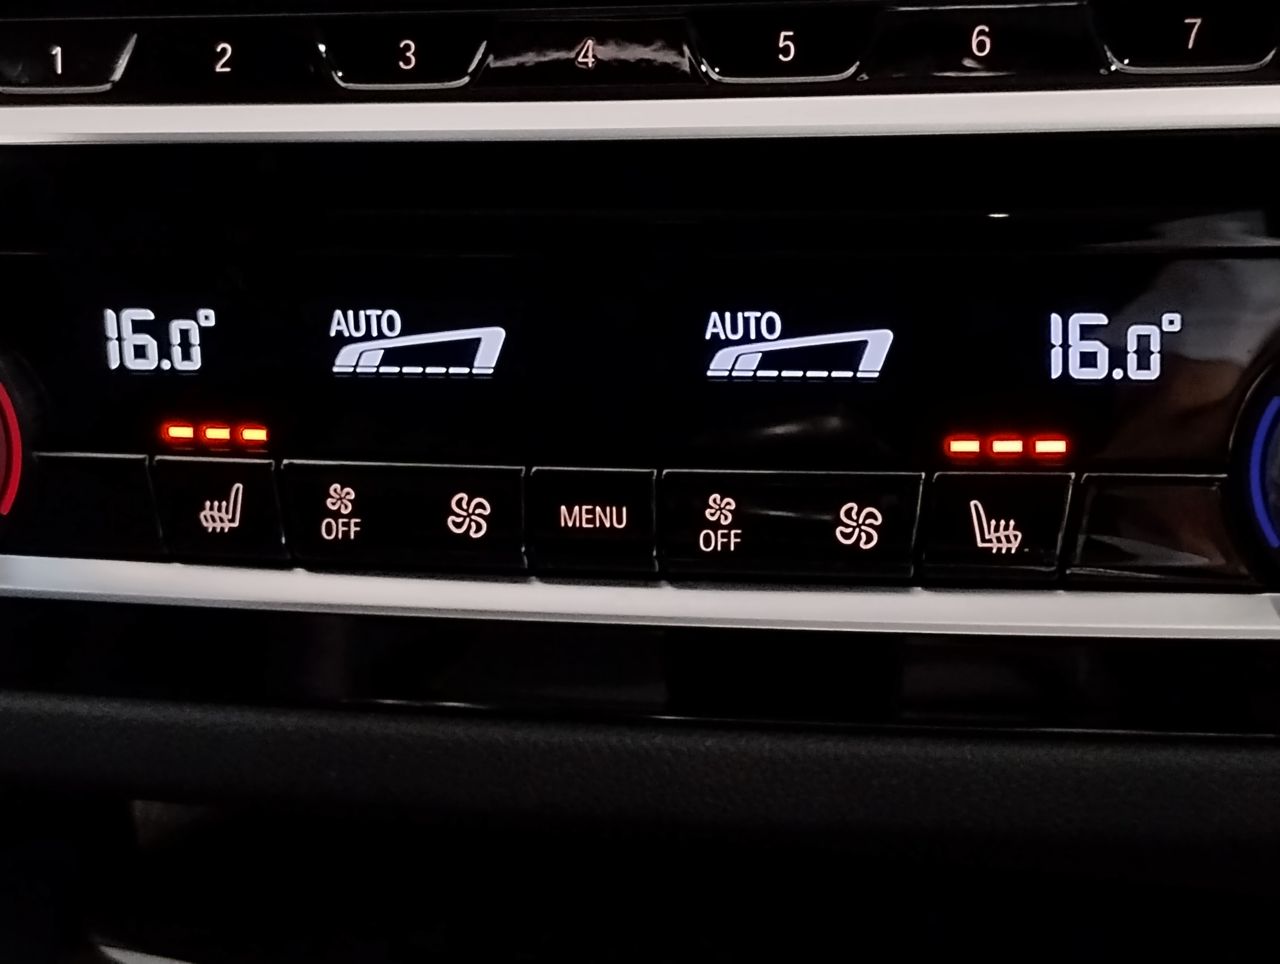 1 2 3 4 5 6 7
16.0° AUTO AUTO 16.0°
OFF MENU OFF